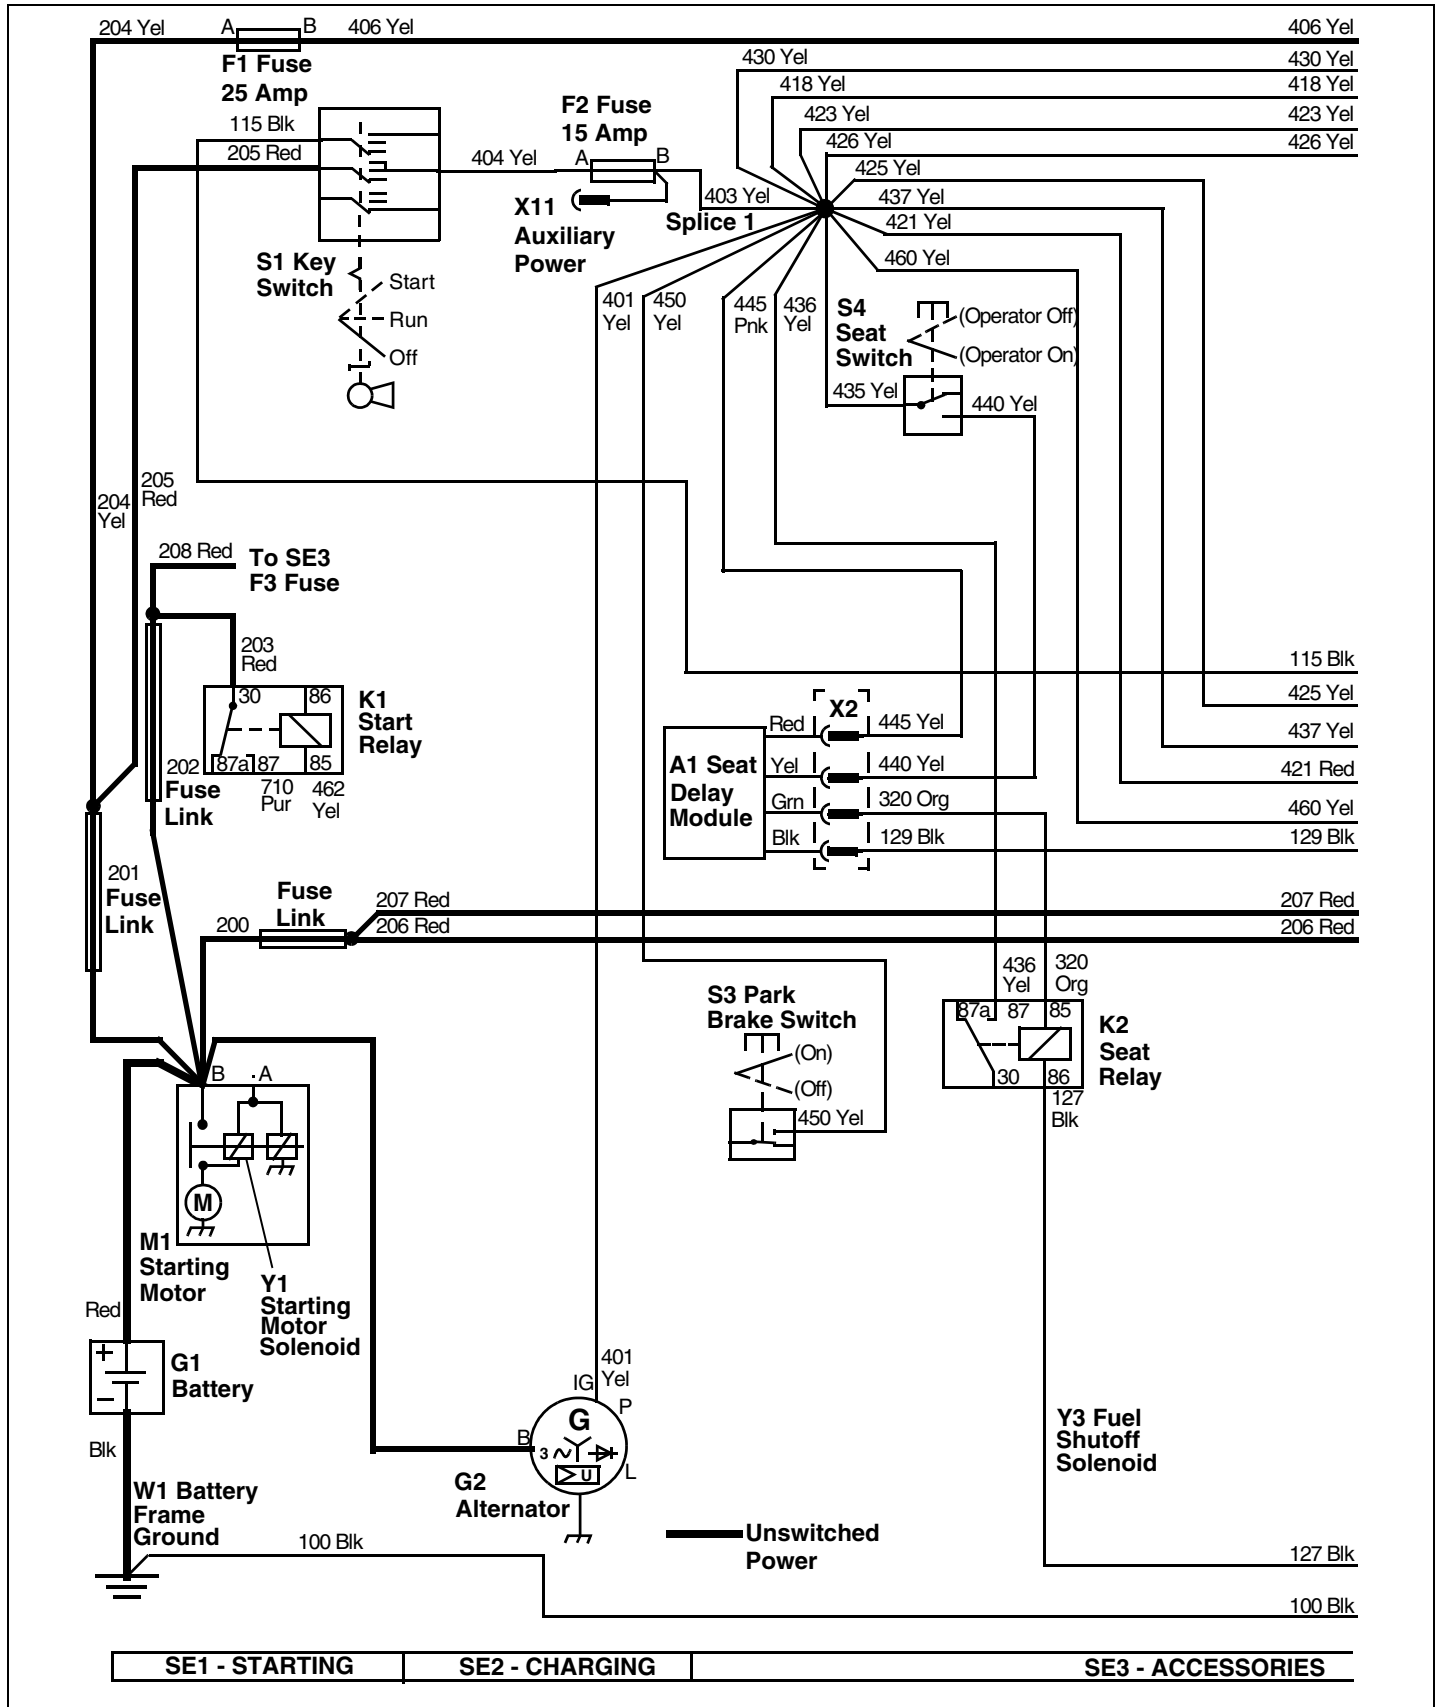 204 Yel
A
B
406 Yel
406 Yel
F1 Fuse
25 Amp
430 Yel
430 Yel
418 Yel
418 Yel
423 Yel
423 Yel
426 Yel
426 Yel
115 Blk
205 Red
F2 Fuse
15 Amp
404 Yel
A
B
425 Yel
403 Yel
437 Yel
Splice 1
421 Yel
460 Yel
X11
Auxiliary
Power
S1 Key
Switch
Start
Run
Off
401
Yel
450
Yel
445
Pnk
436
Yel
S4
Seat
Switch
(Operator Off)
(Operator On)
435 Yel
440 Yel
205
Red
204
Yel
208 Red
To SE3
F3 Fuse
203
Red
30
86
87a
87
85
K1
Start
Relay
202
Fuse
Link
710
Pur
462
Yel
115 Blk
425 Yel
437 Yel
421 Red
460 Yel
129 Blk
X2
Red
445 Yel
A1 Seat
Delay
Module
Yel
440 Yel
Grn
320 Org
Blk
129 Blk
201
Fuse
Link
Fuse
Link
200
207 Red
207 Red
206 Red
206 Red
436
Yel
320
Org
S3 Park
Brake Switch
(On)
(Off)
450 Yel
87a
87
85
30
86
K2
Seat
Relay
127
Blk
B
A
M
M1
Starting
Motor
Y1
Starting
Motor
Solenoid
Red
+
–
G1
Battery
Blk
W1 Battery
Frame
Ground
401
Yel
IG
P
B
G
3
U
L
G2
Alternator
Y3 Fuel
Shutoff
Solenoid
Unswitched
Power
100 Blk
127 Blk
100 Blk
SE1 - STARTING
SE2 - CHARGING
SE3 - ACCESSORIES